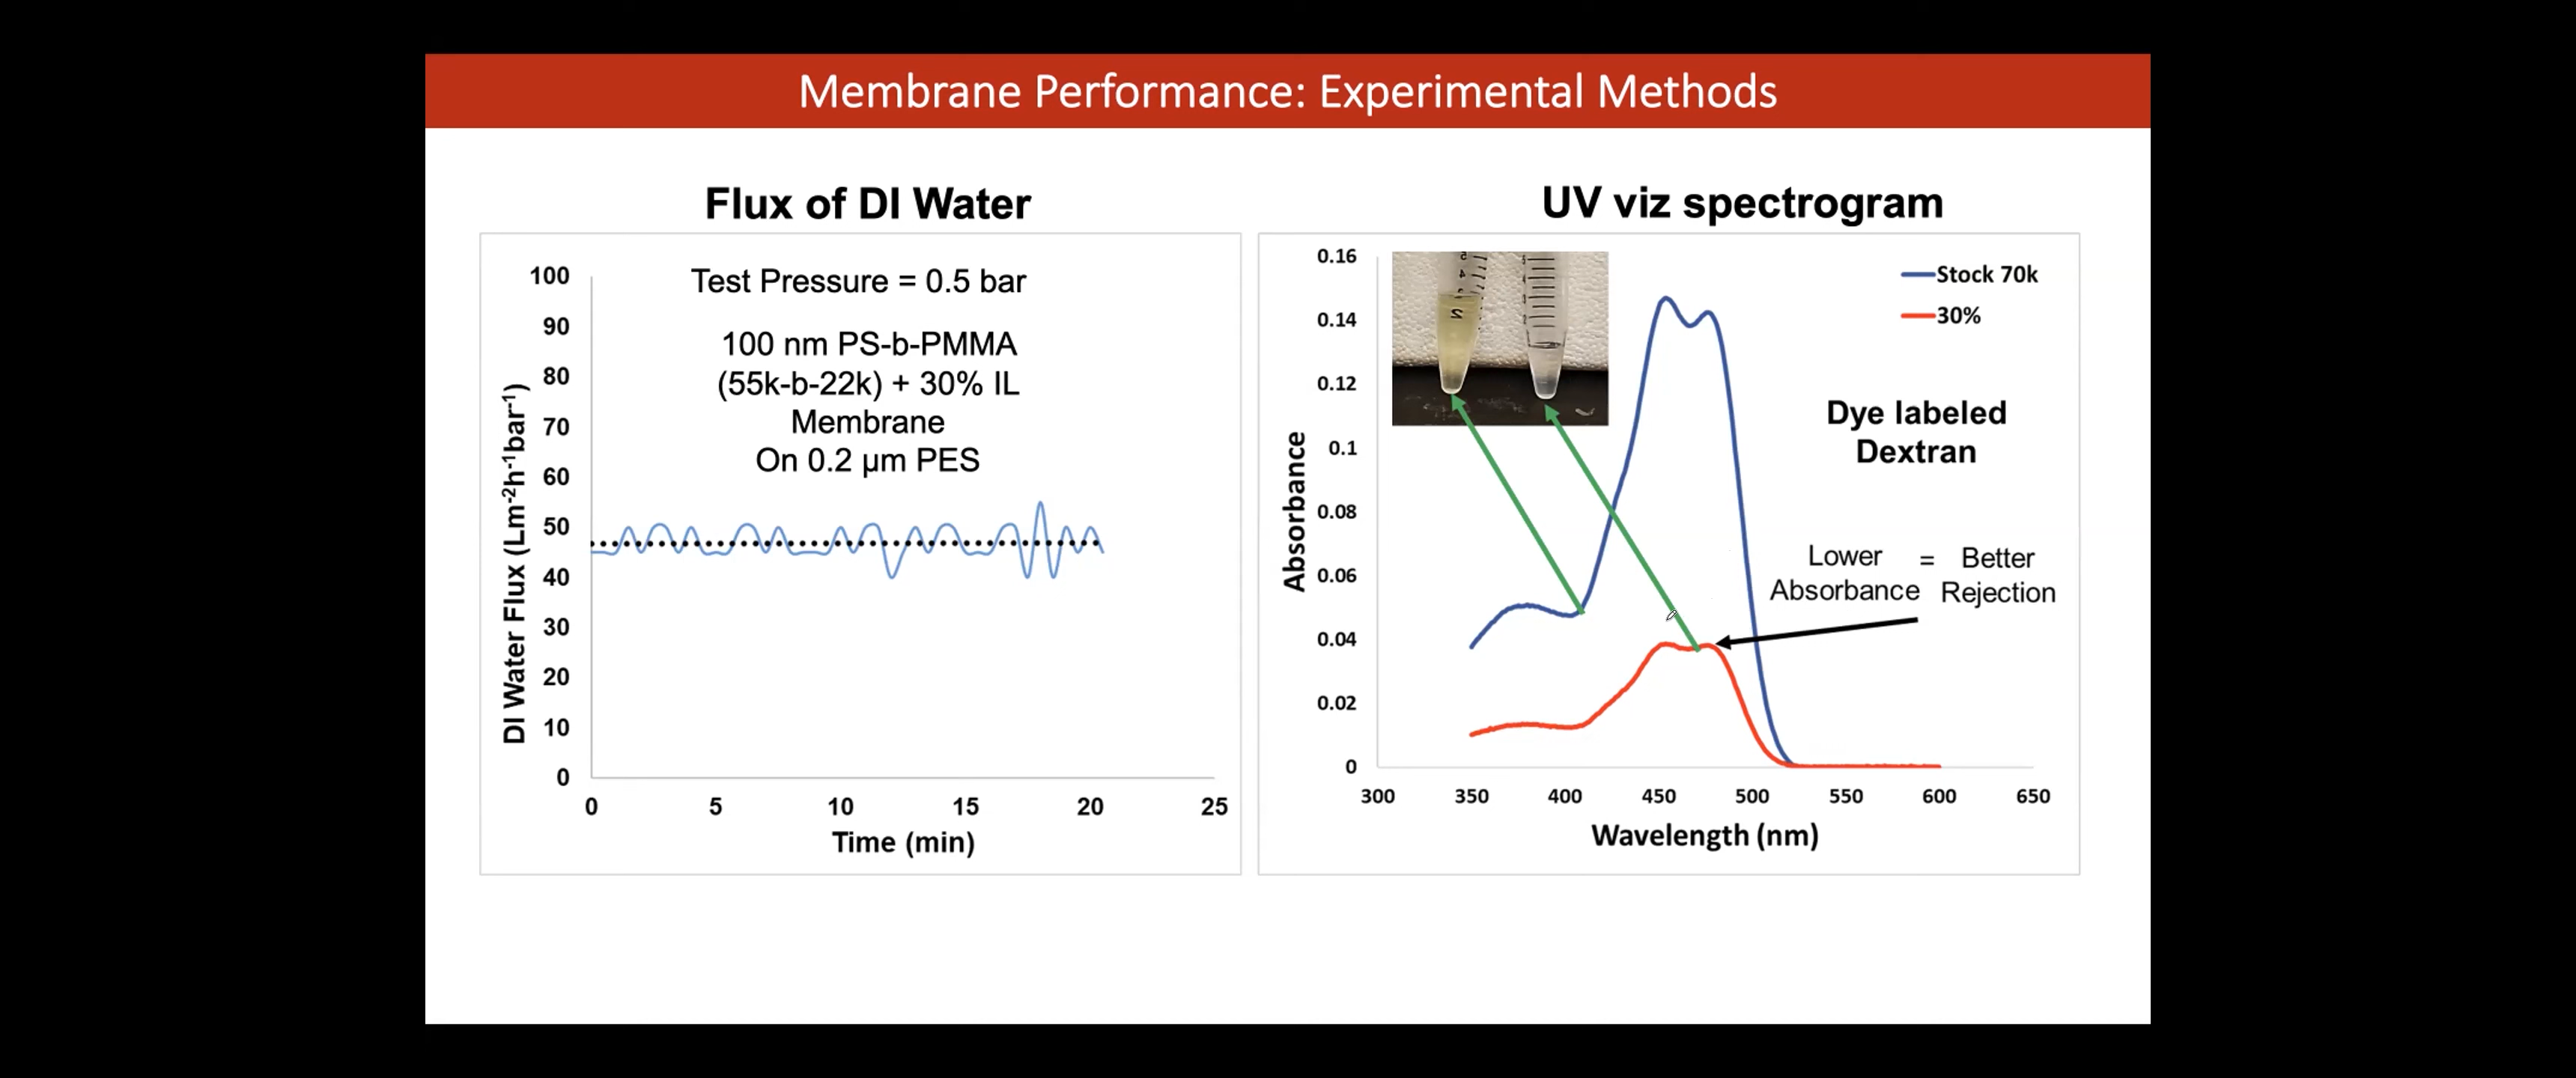 Membrane Performance: Experimental Methods
Flux of DI Water
Test Pressure = 0.5 bar
100 nm PS-b-PMMA
(55k-b-22k) + 30% IL
Membrane
On 0.2 µm PES
DI Water Flux (Lm⁻²h⁻¹bar⁻¹)
100
90
80
70
60
50
40
30
20
10
0
0 5 10 15 20 25
Time (min)
UV viz spectrogram
Stock 70k
30%
Dye labeled
Dextran
Lower = Better
Absorbance Rejection
Absorbance
0.16
0.14
0.12
0.1
0.08
0.06
0.04
0.02
0
300 350 400 450 500 550 600 650
Wavelength (nm)